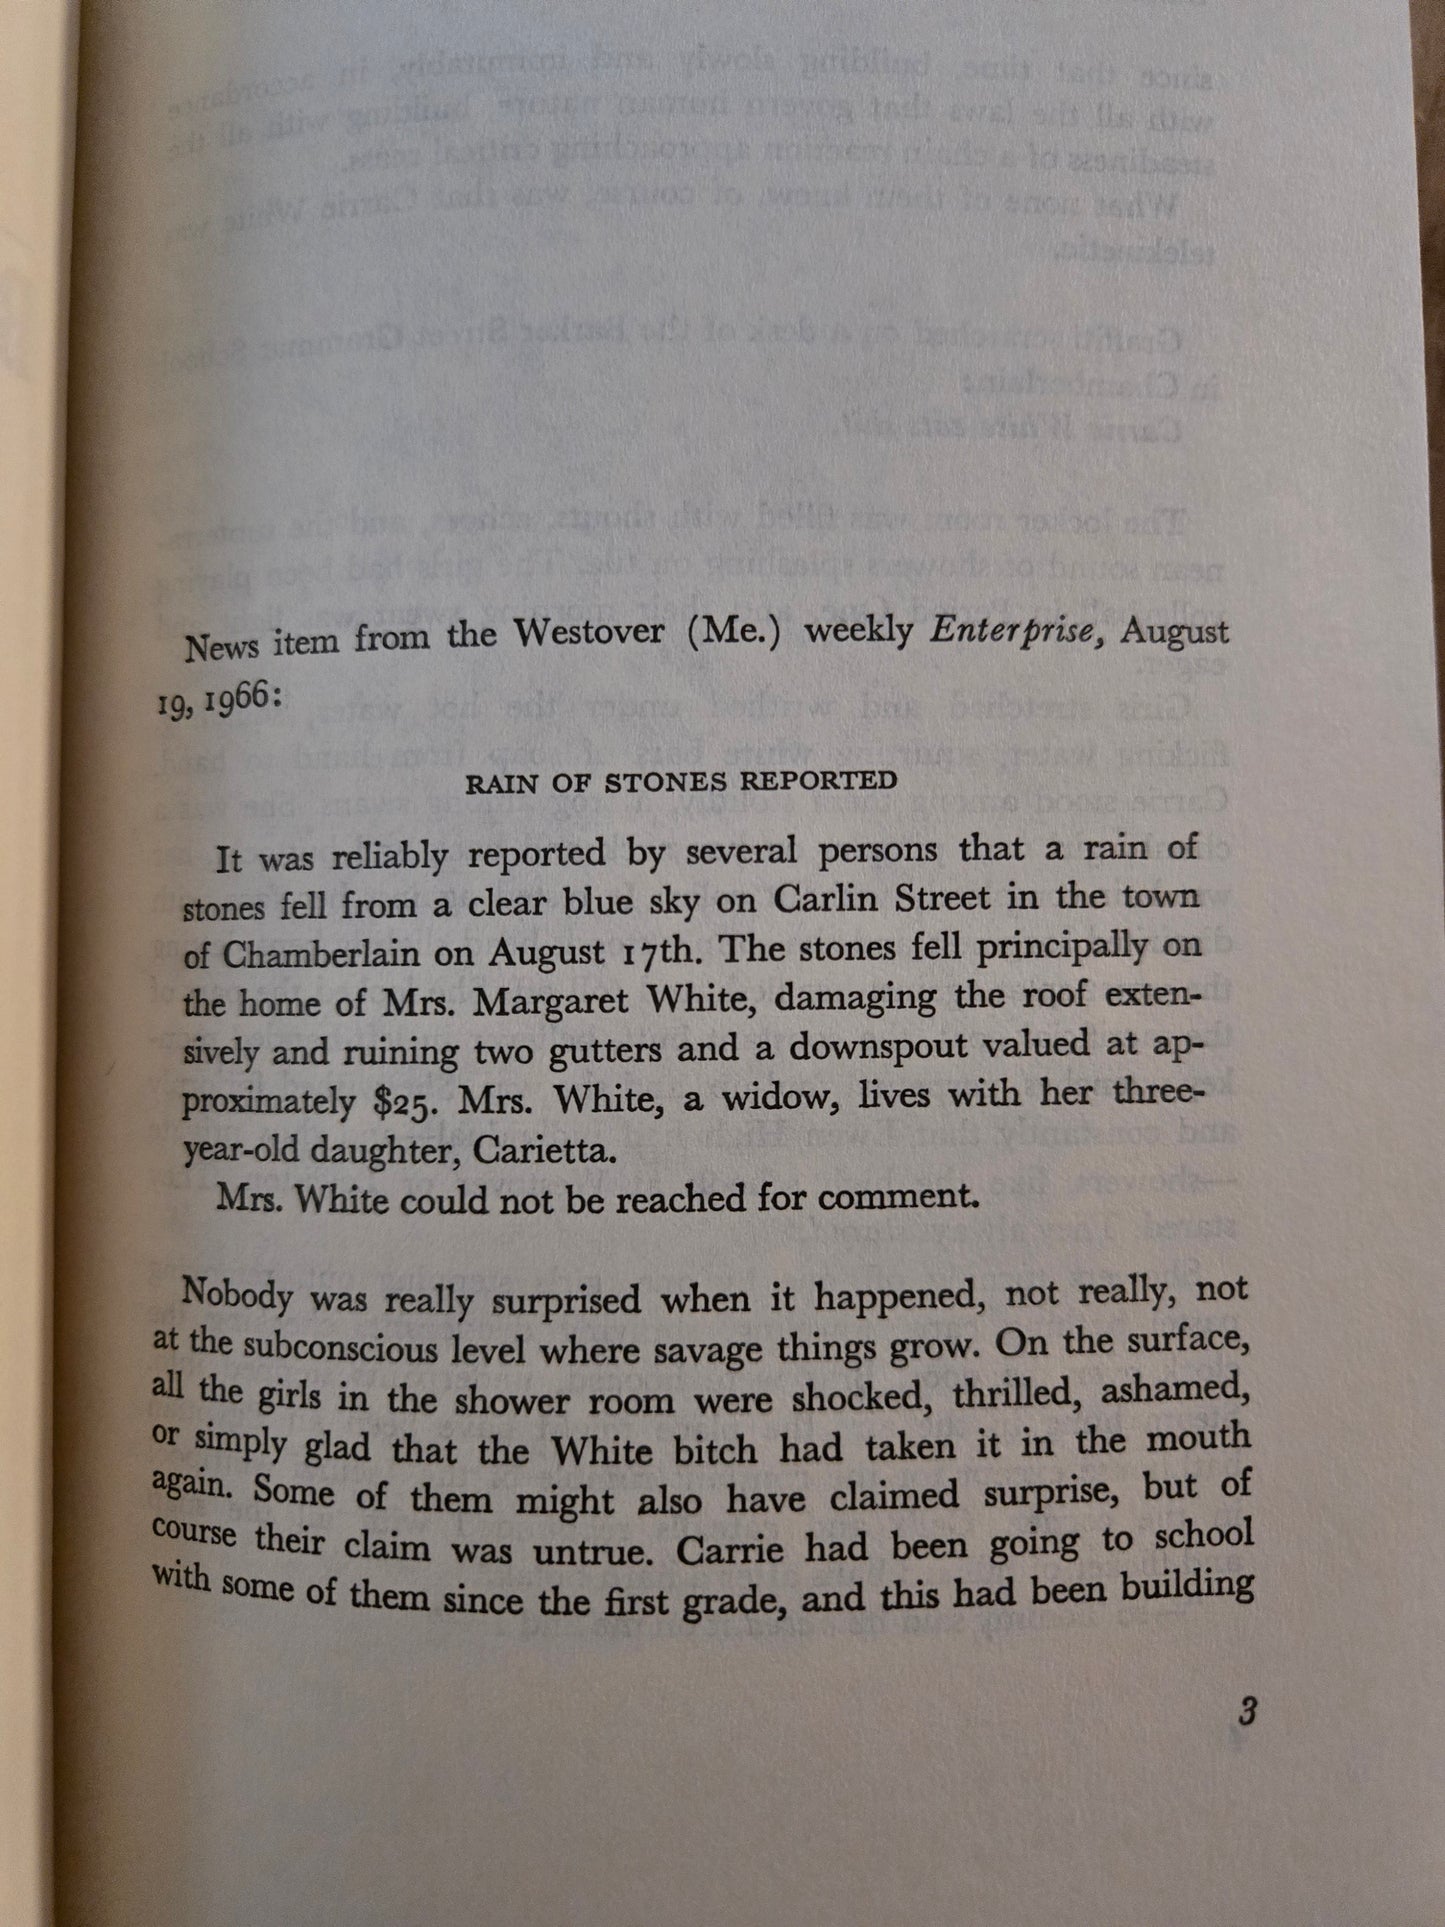 News item from the Westover (Me.) weekly Enterprise, August
19, 1966:
RAIN OF STONES REPORTED
It was reliably reported by several persons that a rain of
stones fell from a clear blue sky on Carlin Street in the town
of Chamberlain on August 17th. The stones fell principally on
the home of Mrs. Margaret White, damaging the roof exten-
sively and ruining two gutters and a downspout valued at ap-
proximately $25. Mrs. White, a widow, lives with her three-
year-old daughter, Carietta.
Mrs. White could not be reached for comment.
Nobody was really surprised when it happened, not really, not
at the subconscious level where savage things grow. On the surface,
all the girls in the shower room were shocked, thrilled, ashamed,
or simply glad that the White bitch had taken it in the mouth
again. Some of them might also have claimed surprise, but of
course their claim was untrue. Carrie had been going to school
with some of them since the first grade, and this had been building
3